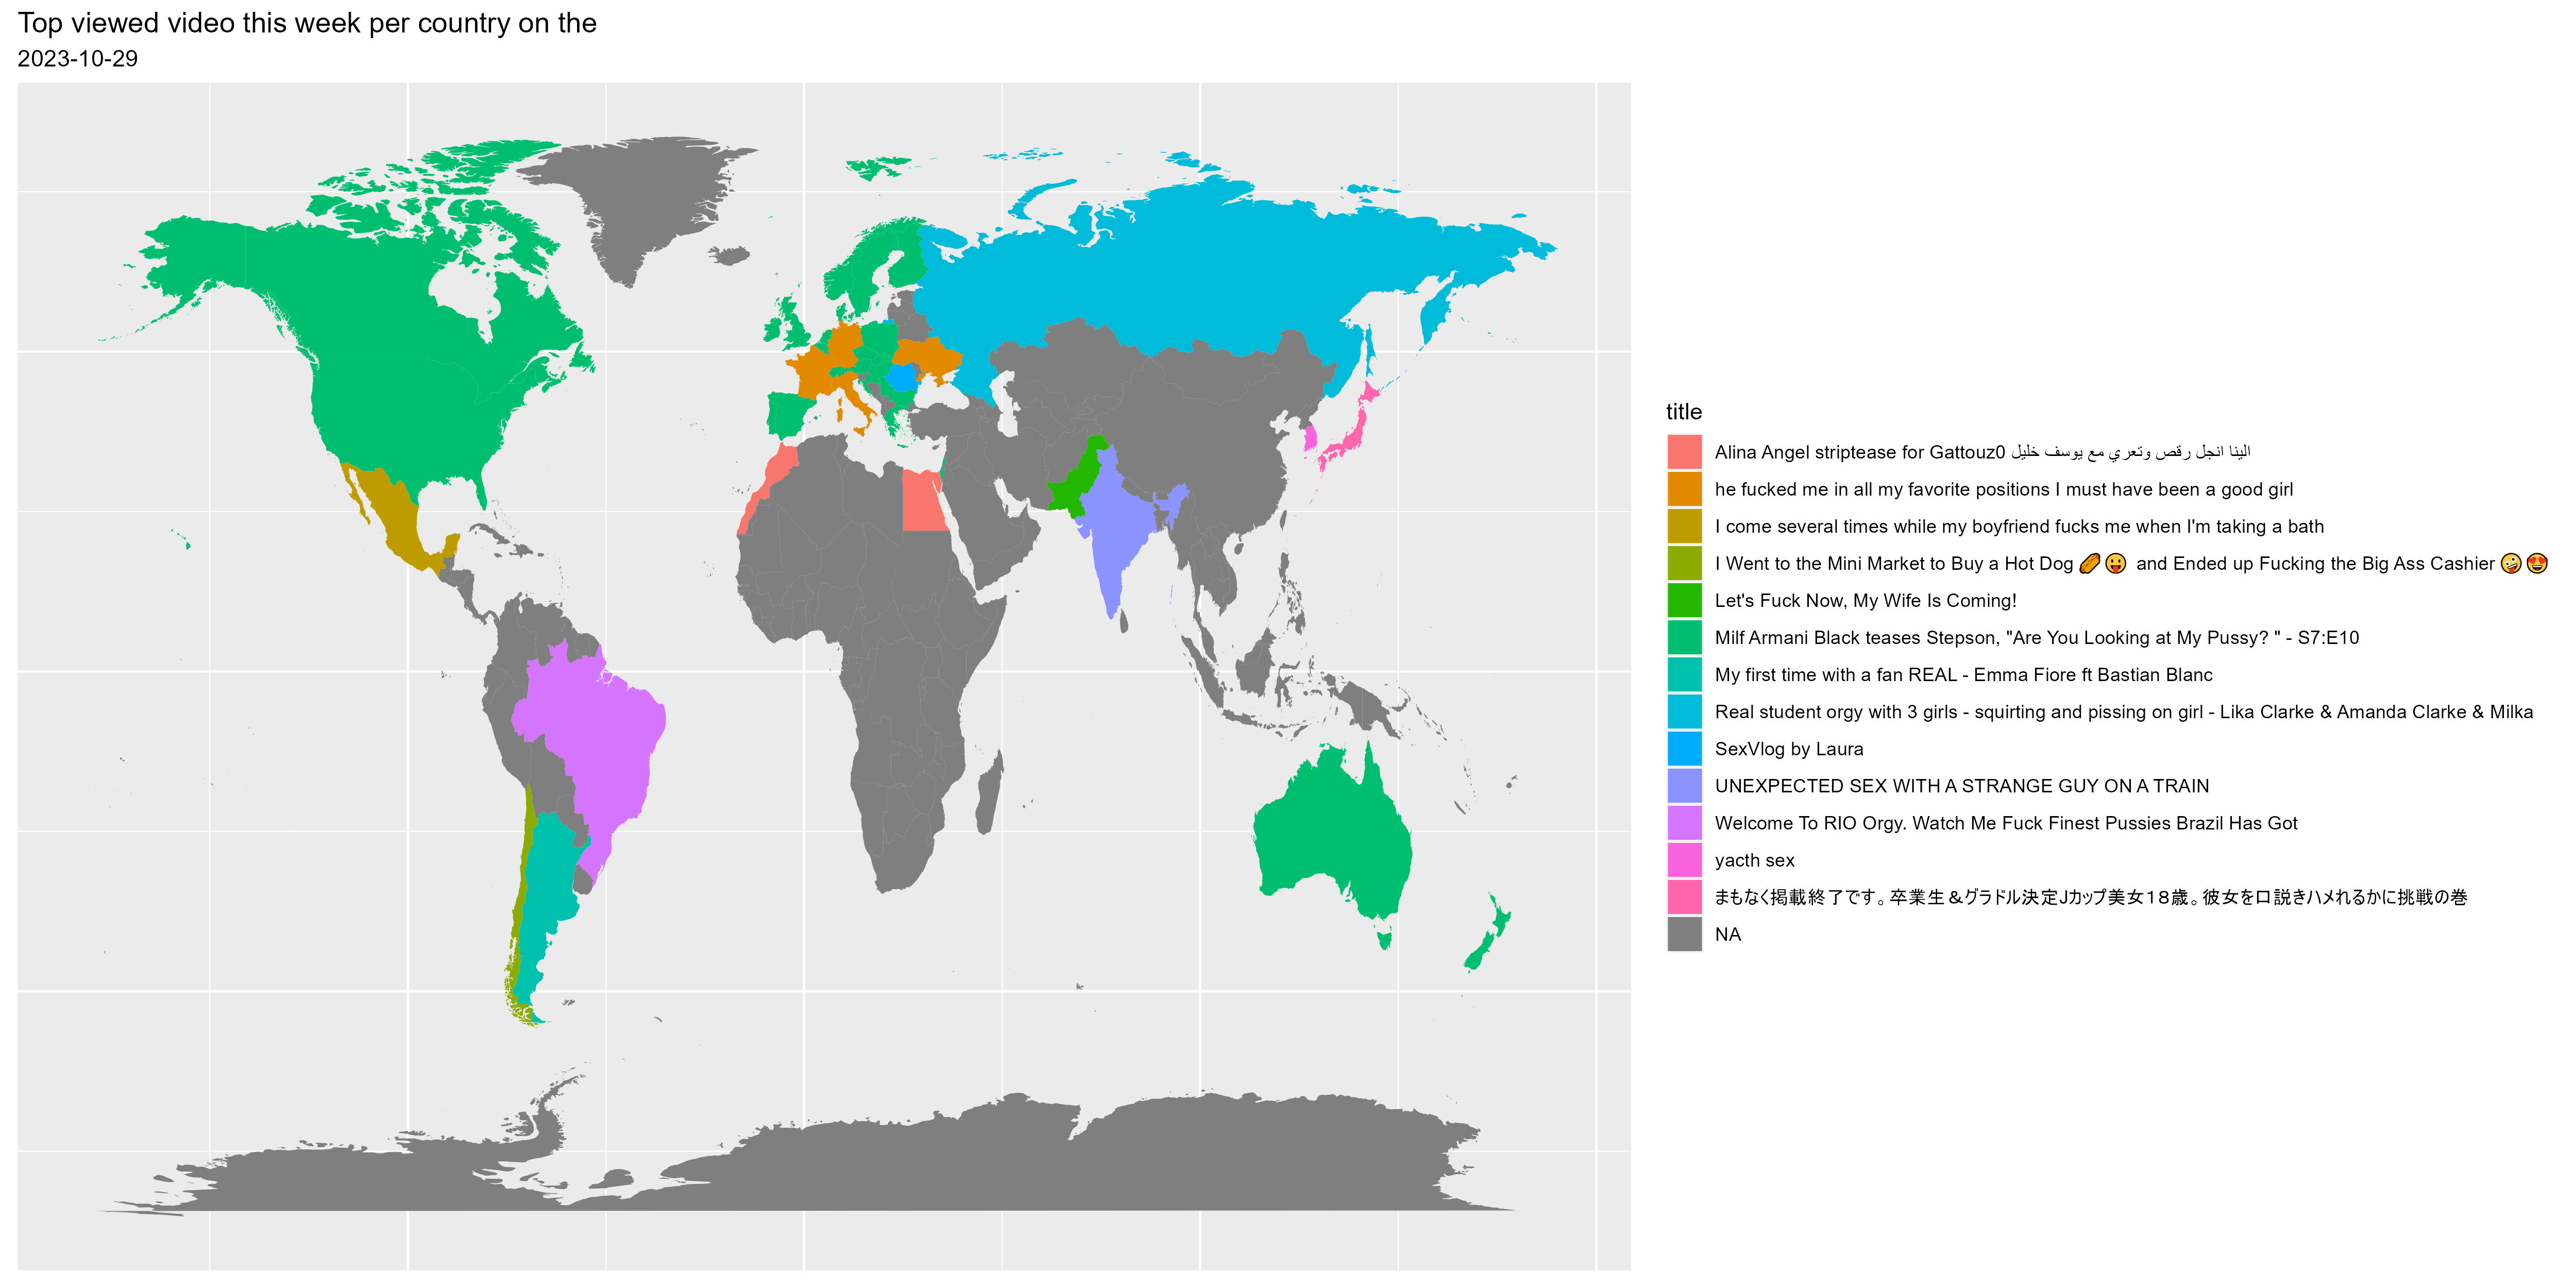 Top viewed video this week per country on the
2023-10-29
title
Alina Angel striptease for Gattouz0 الينا انجل رقص وتعري مع يوسف خليل
he fucked me in all my favorite positions I must have been a good girl
I come several times while my boyfriend fucks me when I'm taking a bath
I Went to the Mini Market to Buy a Hot Dog 🌭😛 and Ended up Fucking the Big Ass Cashier 🤪😍
Let's Fuck Now, My Wife Is Coming!
Milf Armani Black teases Stepson, "Are You Looking at My Pussy? " - S7:E10
My first time with a fan REAL - Emma Fiore ft Bastian Blanc
Real student orgy with 3 girls - squirting and pissing on girl - Lika Clarke & Amanda Clarke & Milka
SexVlog by Laura
UNEXPECTED SEX WITH A STRANGE GUY ON A TRAIN
Welcome To RIO Orgy. Watch Me Fuck Finest Pussies Brazil Has Got
yacth sex
まもなく掲載終了です。卒業生&グラドル決定Jカップ美女18歳。彼女を口説きハメれるかに挑戦の巻
NA